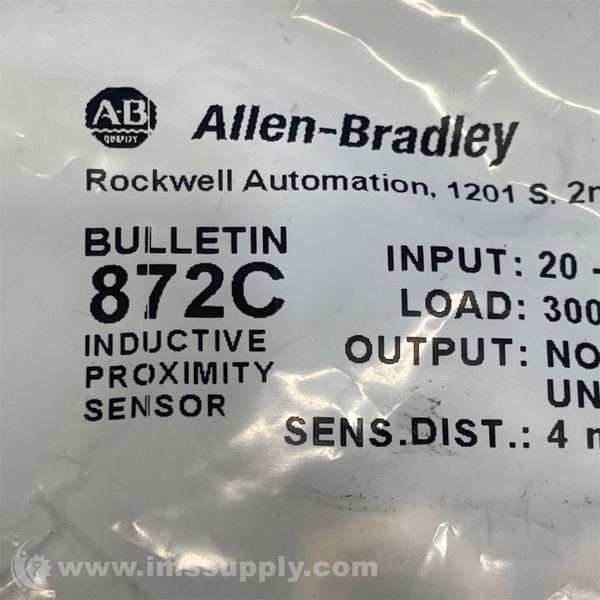 A-B
QUALITY
Allen-Bradley
Rockwell Automation, 1201 S. 2n
BULLETIN
872C
INDUCTIVE
PROXIMITY
SENSOR
INPUT: 20 -
LOAD: 300
OUTPUT: NO
UN
SENS.DIST.: 4 m
www.imssupply.com